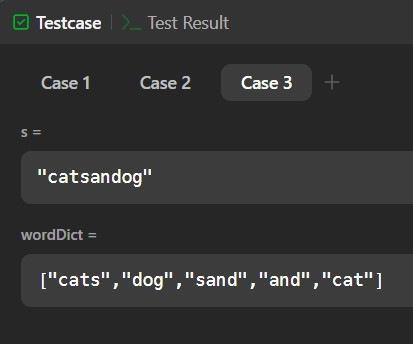 Testcase | >_ Test Result
Case 1 Case 2 Case 3 +
s =
"catsandog"
wordDict =
["cats","dog","sand","and","cat"]